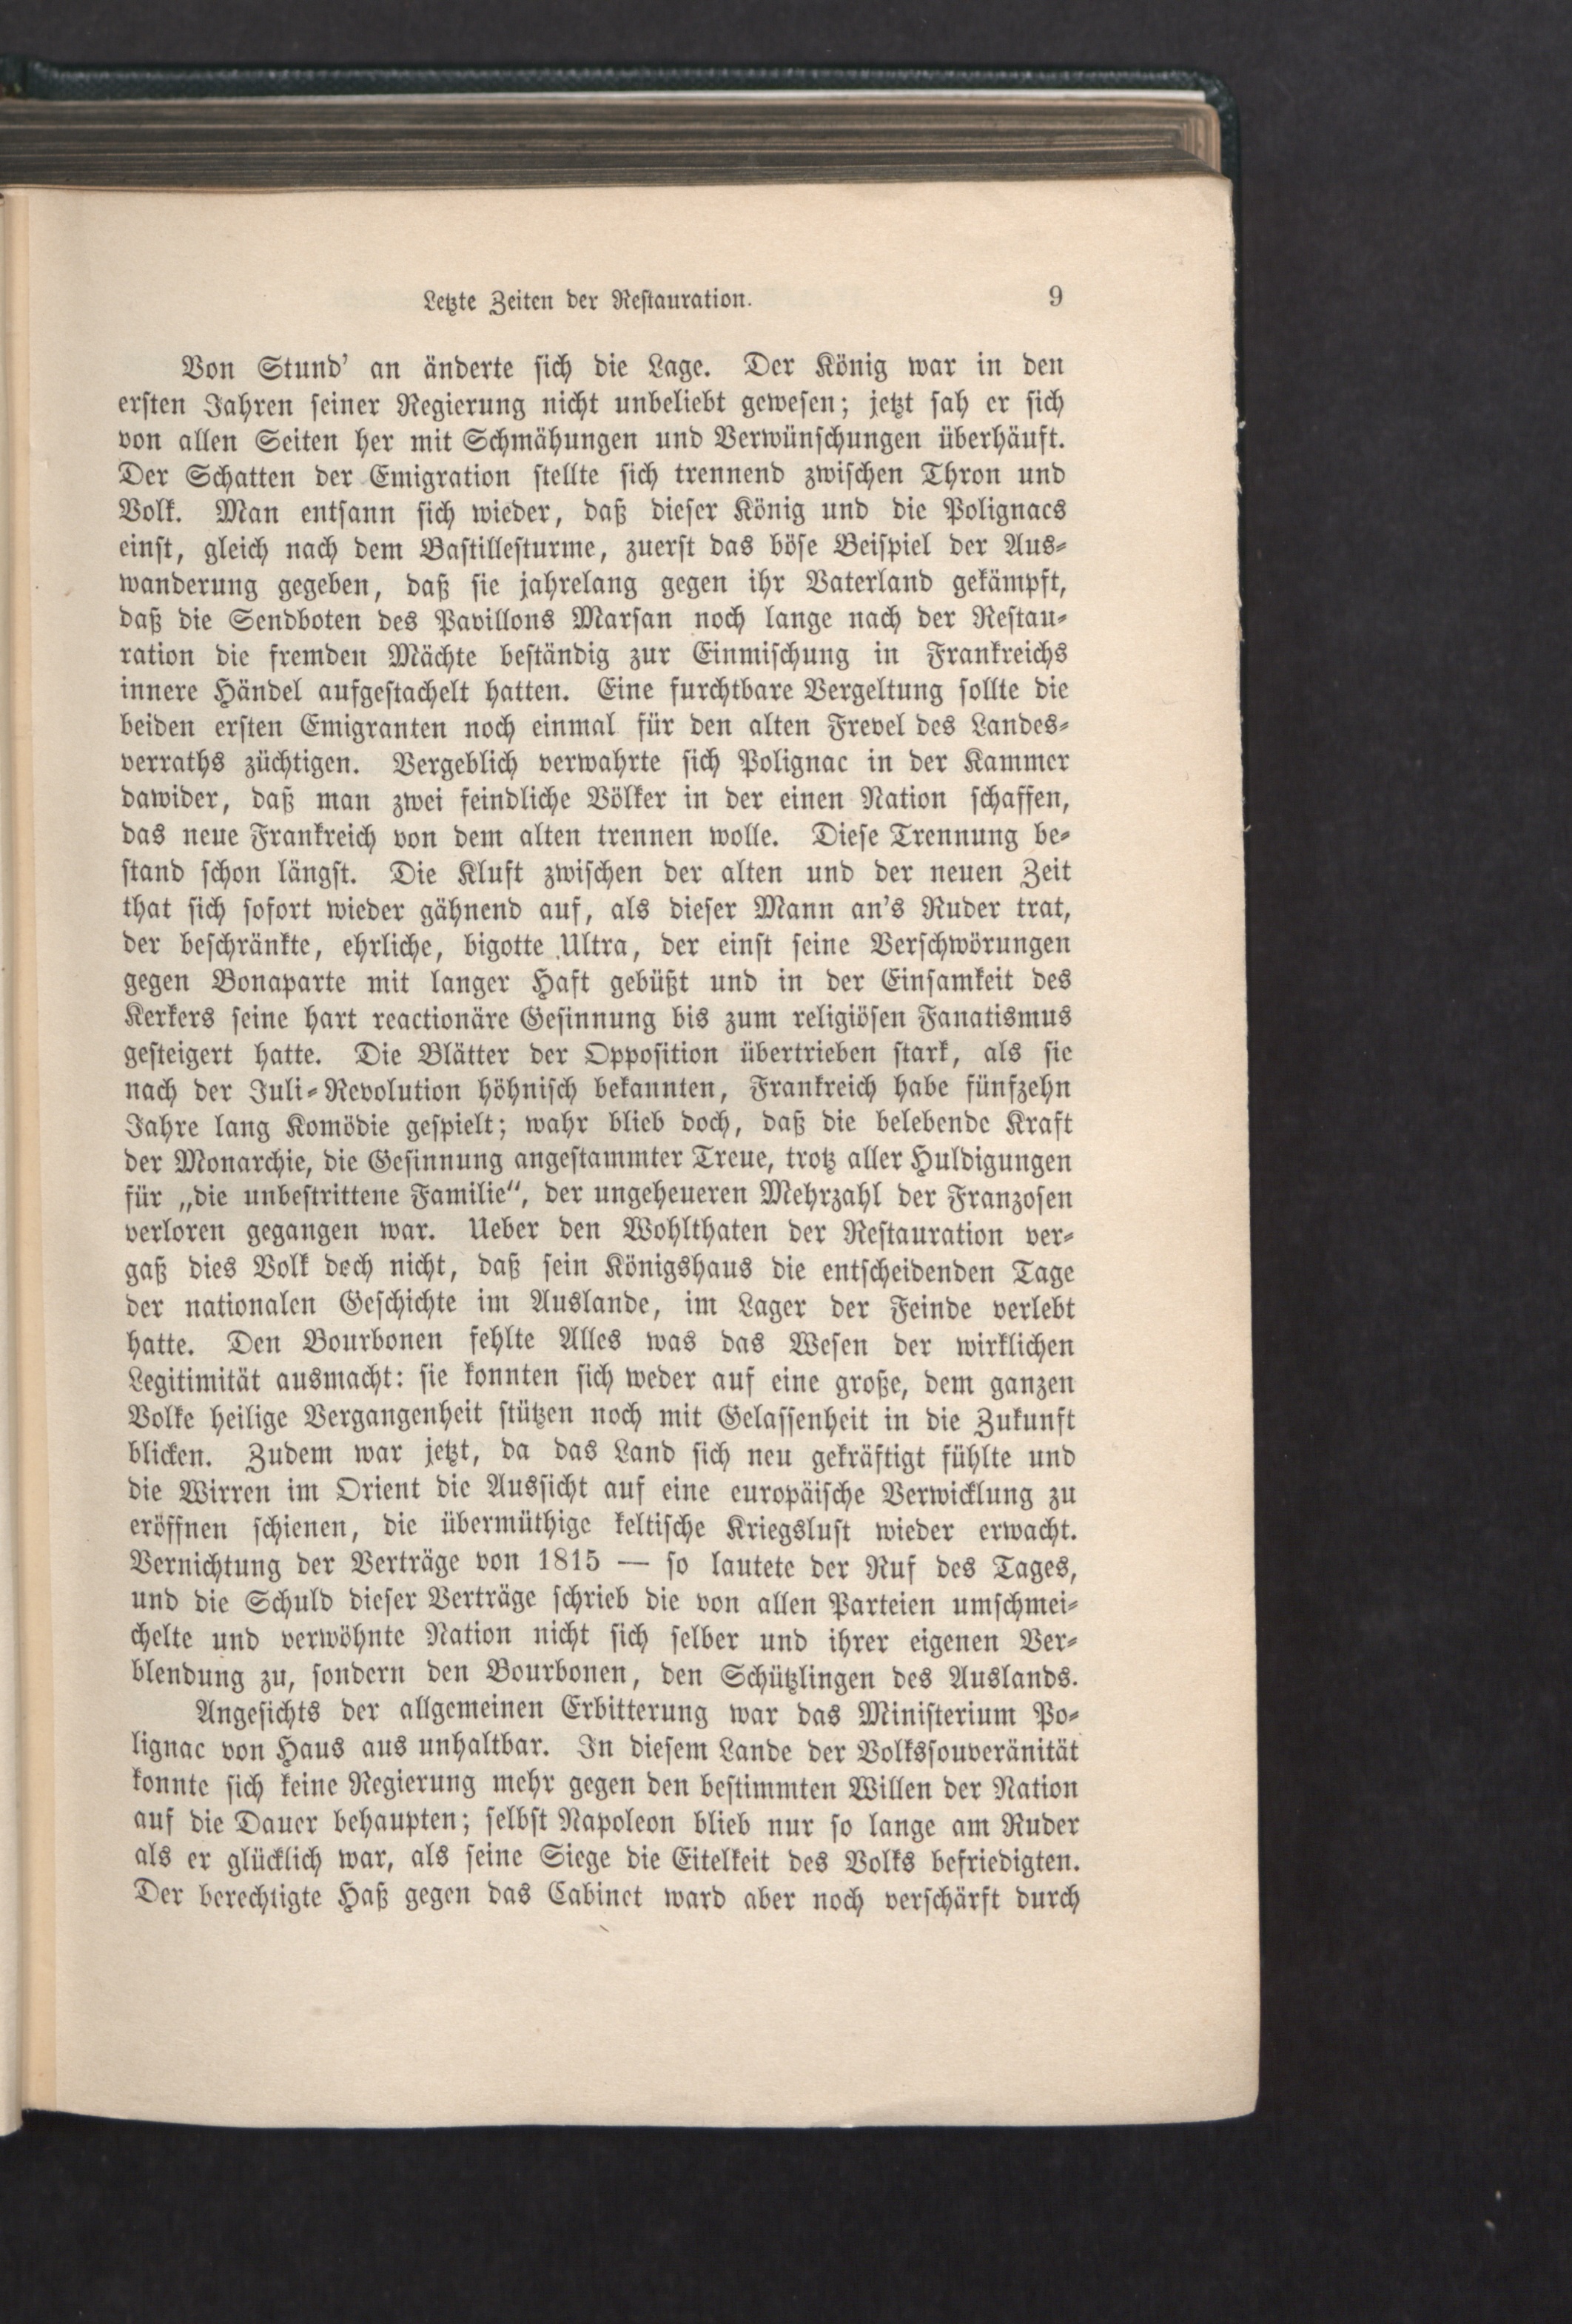 Letzte Zeiten der Restauration. 9
Von Stund' an änderte sich die Lage. Der König war in den
ersten Jahren seiner Regierung nicht unbeliebt gewesen; jetzt sah er sich
von allen Seiten her mit Schmähungen und Verwünschungen überhäuft.
Der Schatten der Emigration stellte sich trennend zwischen Thron und
Volk. Man entsann sich wieder, daß dieser König und die Polignacs
einst, gleich nach dem Bastillesturme, zuerst das böse Beispiel der Aus-
wanderung gegeben, daß sie jahrelang gegen ihr Vaterland gekämpft,
daß die Sendboten des Pavillons Marsan noch lange nach der Restau-
ration die fremden Mächte beständig zur Einmischung in Frankreichs
innere Händel aufgestachelt hatten. Eine furchtbare Vergeltung sollte die
beiden ersten Emigranten noch einmal für den alten Frevel des Landes-
verraths züchtigen. Vergeblich verwahrte sich Polignac in der Kammer
dawider, daß man zwei feindliche Völker in der einen Nation schaffen,
das neue Frankreich von dem alten trennen wolle. Diese Trennung be-
stand schon längst. Die Kluft zwischen der alten und der neuen Zeit
that sich sofort wieder gähnend auf, als dieser Mann an's Ruder trat,
der beschränkte, ehrliche, bigotte Ultra, der einst seine Verschwörungen
gegen Bonaparte mit langer Haft gebüßt und in der Einsamkeit des
Kerkers seine hart reactionäre Gesinnung bis zum religiösen Fanatismus
gesteigert hatte. Die Blätter der Opposition übertrieben stark, als sie
nach der Juli-Revolution höhnisch bekannten, Frankreich habe fünfzehn
Jahre lang Komödie gespielt; wahr blieb doch, daß die belebende Kraft
der Monarchie, die Gesinnung angestammter Treue, trotz aller Huldigungen
für „die unbestrittene Familie“, der ungeheueren Mehrzahl der Franzosen
verloren gegangen war. Ueber den Wohlthaten der Restauration ver-
gaß dies Volk doch nicht, daß sein Königshaus die entscheidenden Tage
der nationalen Geschichte im Auslande, im Lager der Feinde verlebt
hatte. Den Bourbonen fehlte Alles was das Wesen der wirklichen
Legitimität ausmacht: sie konnten sich weder auf eine große, dem ganzen
Volke heilige Vergangenheit stützen noch mit Gelassenheit in die Zukunft
blicken. Zudem war jetzt, da das Land sich neu gekräftigt fühlte und
die Wirren im Orient die Aussicht auf eine europäische Verwicklung zu
eröffnen schienen, die übermüthige keltische Kriegslust wieder erwacht.
Vernichtung der Verträge von 1815 — so lautete der Ruf des Tages,
und die Schuld dieser Verträge schrieb die von allen Parteien umschmei-
chelte und verwöhnte Nation nicht sich selber und ihrer eigenen Ver-
blendung zu, sondern den Bourbonen, den Schützlingen des Auslands.
Angesichts der allgemeinen Erbitterung war das Ministerium Po-
lignac von Haus aus unhaltbar. In diesem Lande der Volkssouveränität
konnte sich keine Regierung mehr gegen den bestimmten Willen der Nation
auf die Dauer behaupten; selbst Napoleon blieb nur so lange am Ruder
als er glücklich war, als seine Siege die Eitelkeit des Volks befriedigten.
Der berechtigte Haß gegen das Cabinet ward aber noch verschärft durch